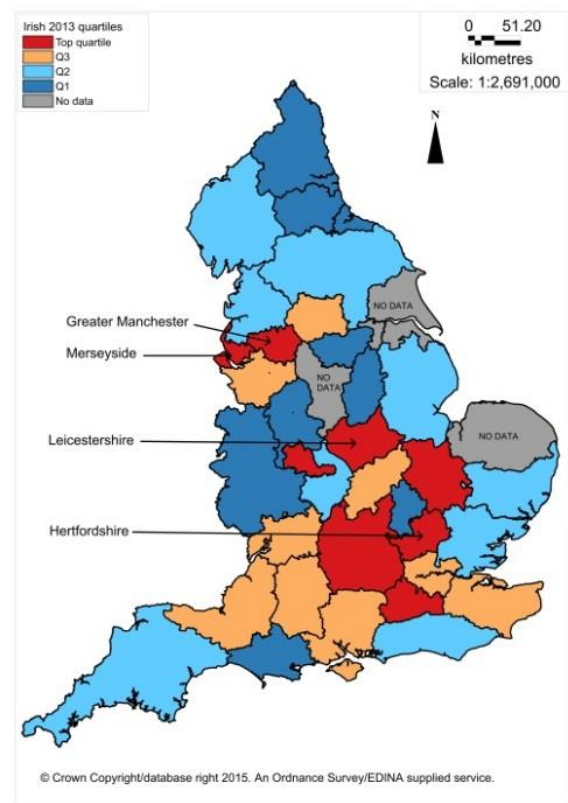 Irish 2013 quartiles
Top quartile
Q3
Q2
Q1
No data
0 51.20
kilometres
Scale: 1:2,691,000
N
NO DATA
Greater Manchester
Merseyside
NO
DATA
Leicestershire
NO DATA
Hertfordshire
© Crown Copyright/database right 2015. An Ordnance Survey/EDINA supplied service.